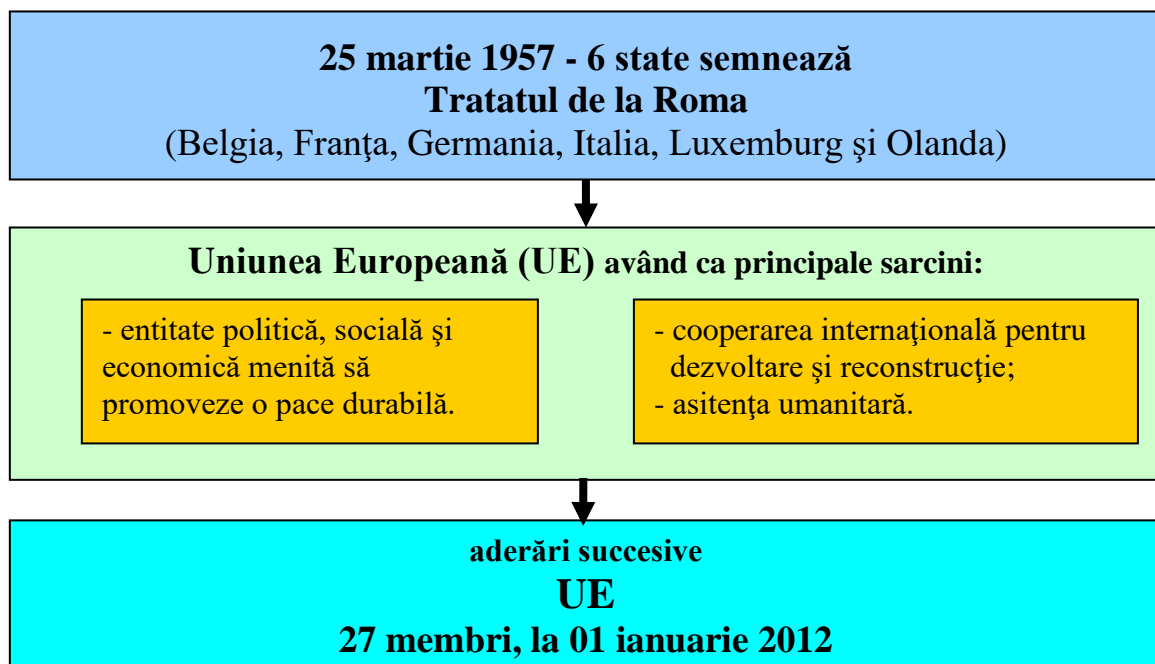 25 martie 1957 - 6 state semnează
Tratatul de la Roma
(Belgia, Franţa, Germania, Italia, Luxemburg şi Olanda)
Uniunea Europeană (UE) având ca principale sarcini:
- entitate politică, socială şi
economică menită să
promoveze o pace durabilă.
- cooperarea internaţională pentru
dezvoltare şi reconstrucţie;
- asitenţa umanitară.
aderări succesive
UE
27 membri, la 01 ianuarie 2012